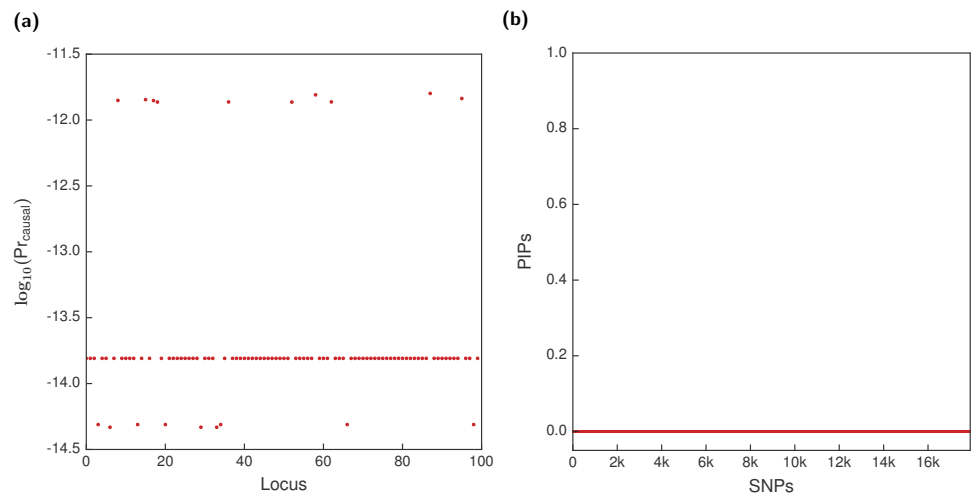 (a)
(b)
-11.5
-12.0
-12.5
-13.0
-13.5
-14.0
-14.5
log₁₀(Pr_causal)
0 20 40 60 80 100
Locus
1.0
0.8
0.6
0.4
0.2
0.0
PIPs
0 2k 4k 6k 8k 10k 12k 14k 16k
SNPs